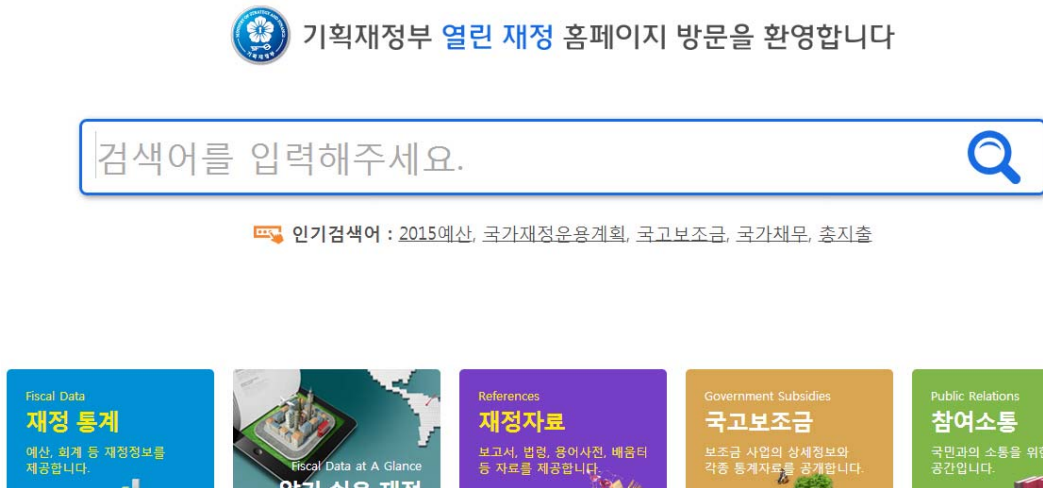 기획재정부 열린 재정 홈페이지 방문을 환영합니다
검색어를 입력해주세요.
인기검색어 : 2015예산, 국가재정운용계획, 국고보조금, 국가채무, 총지출
Fiscal Data
재정 통계
예산, 회계 등 재정정보를
제공합니다.
Fiscal Data at A Glance
알기 쉬운 재정
References
재정자료
보고서, 법령, 용어사전, 배움터
등 자료를 제공합니다.
Government Subsidies
국고보조금
보조금 사업의 상세정보와
각종 통계자료를 공개합니다.
Public Relations
참여소통
국민과의 소통을 위한
공간입니다.